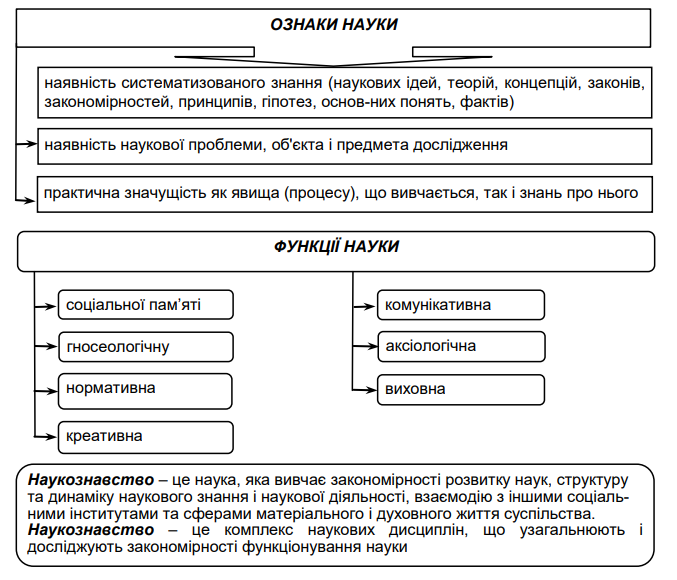 ОЗНАКИ НАУКИ
наявність систематизованого знання (наукових ідей, теорій, концепцій, законів,
закономірностей, принципів, гіпотез, основ-них понять, фактів)
наявність наукової проблеми, об'єкта і предмета дослідження
практична значущість як явища (процесу), що вивчається, так і знань про нього
ФУНКЦІЇ НАУКИ
соціальної пам’яті
гносеологічну
нормативна
креативна
комунікативна
аксіологічна
виховна
Наукознавство – це наука, яка вивчає закономірності розвитку наук, структуру
та динаміку наукового знання і наукової діяльності, взаємодію з іншими соціаль-
ними інститутами та сферами матеріального і духовного життя суспільства.
Наукознавство – це комплекс наукових дисциплін, що узагальнюють і
досліджують закономірності функціонування науки